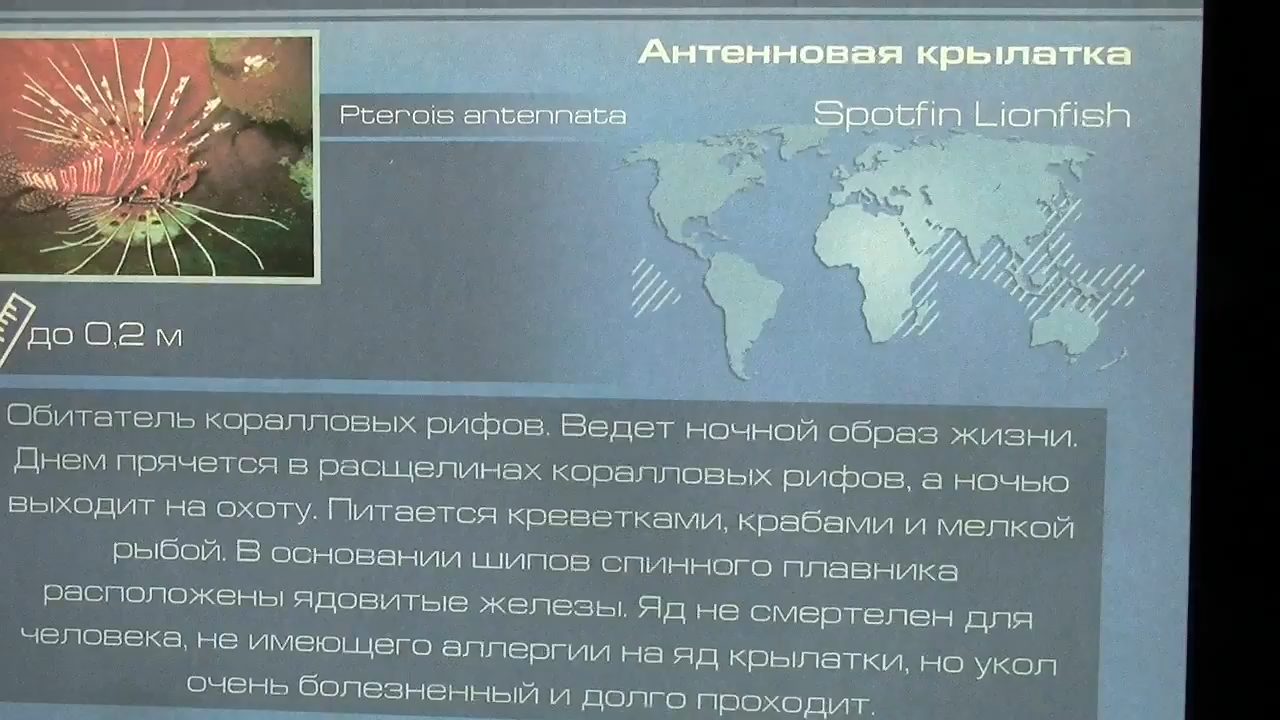 Антенновая крылатка
Pterois antennata
Spotfin Lionfish
до 0,2 м
Обитатель коралловых рифов. Ведет ночной образ жизни.
Днем прячется в расщелинах коралловых рифов, а ночью
выходит на охоту. Питается креветками, крабами и мелкой
рыбой. В основании шипов спинного плавника
расположены ядовитые железы. Яд не смертелен для
человека, не имеющего аллергии на яд крылатки, но укол
очень болезненный и долго проходит.